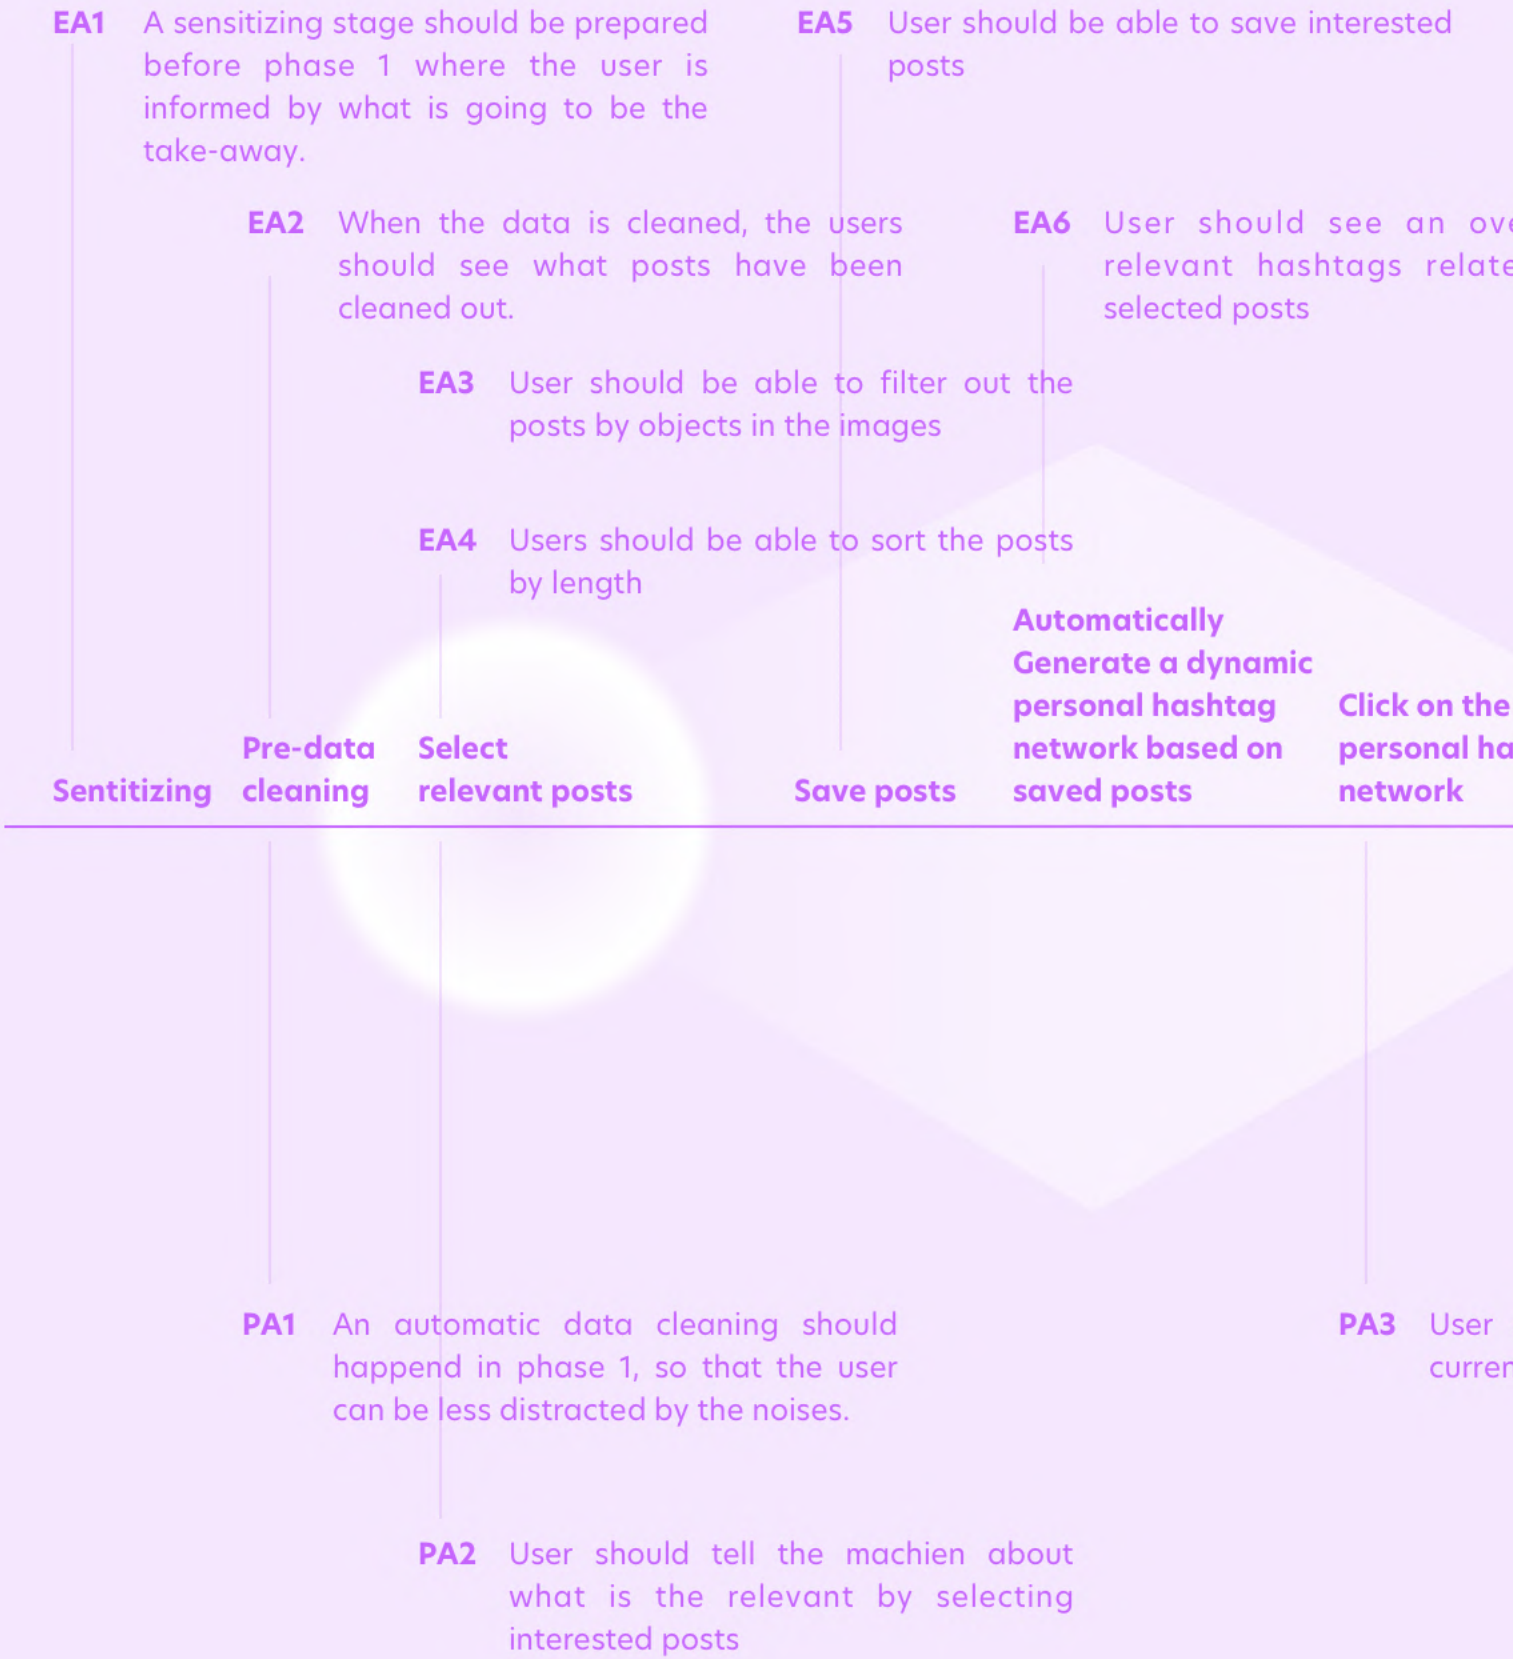 EA1 A sensitizing stage should be prepared
before phase 1 where the user is
informed by what is going to be the
take-away.
EA5 User should be able to save interested
posts
EA2 When the data is cleaned, the users
should see what posts have been
cleaned out.
EA6 User should see an
relevant hashtags
selected posts
EA3 User should be able to filter out the
posts by objects in the images
EA4 Users should be able to sort the posts
by length
Sentitizing
Pre-data
cleaning
Select
relevant posts
Save posts
Automatically
Generate a dynamic
personal hashtag
network based on
saved posts
Click on the
personal
network
PA1 An automatic data cleaning should
happend in phase 1, so that the user
can be less distracted by the noises.
PA3 User
PA2 User should tell the machien about
what is the relevant by selecting
interested posts